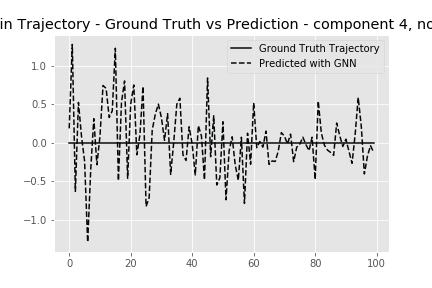 in Trajectory - Ground Truth vs Prediction - component 4, no
Ground Truth Trajectory
Predicted with GNN
1.0
0.5
0.0
−0.5
−1.0
0 20 40 60 80 100